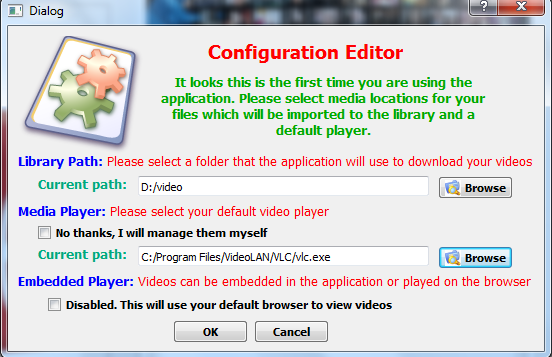 Dialog
?
X
Configuration Editor
It looks this is the first time you are using the
application. Please select media locations for your
files which will be imported to the library and a
default player.
Library Path: Please select a folder that the application will use to download your videos
Current path: D:/video Browse
Media Player: Please select your default video player
No thanks, I will manage them myself
Current path: C:/Program Files/VideoLAN/VLC/vlc.exe Browse
Embedded Player: Videos can be embedded in the application or played on the browser
Disabled. This will use your default browser to view videos
OK Cancel